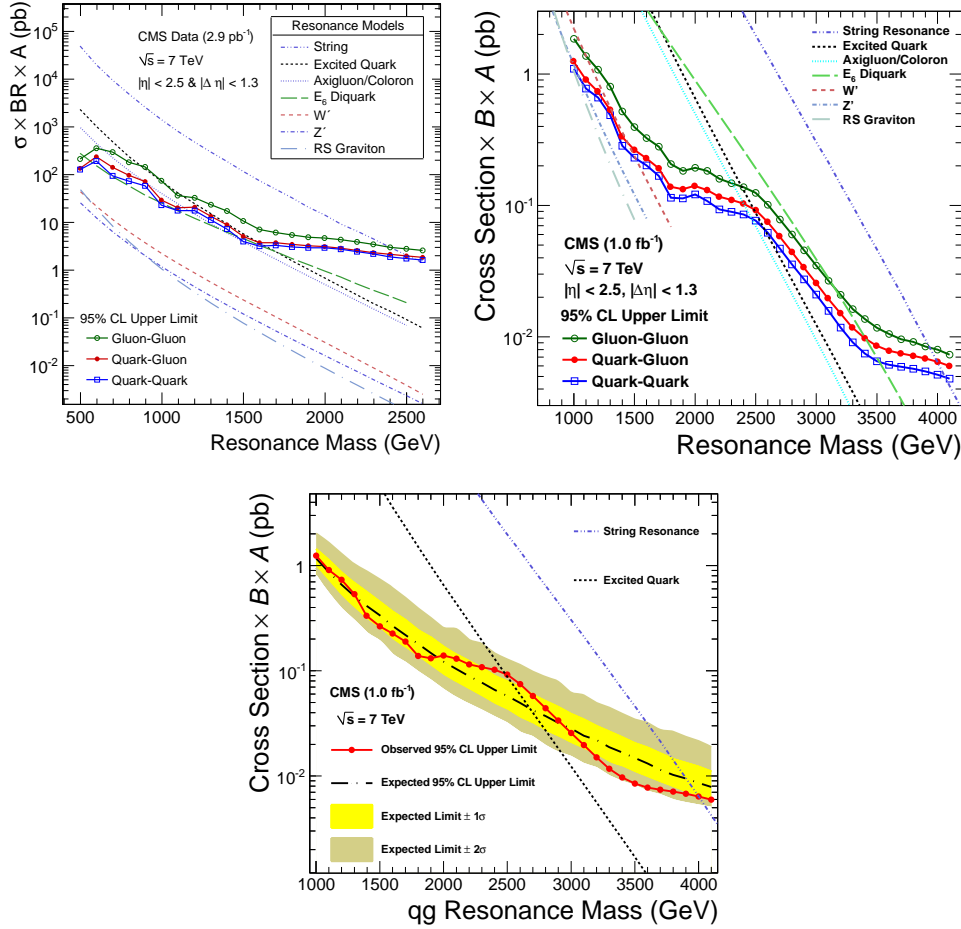 σ × BR × A (pb)
10⁵
10⁴
10³
10²
10
1
10⁻¹
10⁻²
CMS Data (2.9 pb⁻¹)
√s = 7 TeV
|η| < 2.5 & |Δ η| < 1.3
Resonance Models
String
Excited Quark
Axigluon/Coloron
E₆ Diquark
W´
Z´
RS Graviton
95% CL Upper Limit
Gluon-Gluon
Quark-Gluon
Quark-Quark
500 1000 1500 2000 2500
Resonance Mass (GeV)
Cross Section × B × A (pb)
1
10⁻¹
10⁻²
String Resonance
Excited Quark
Axigluon/Coloron
E₆ Diquark
W'
Z'
RS Graviton
CMS (1.0 fb⁻¹)
√s = 7 TeV
|η| < 2.5, |Δη| < 1.3
95% CL Upper Limit
Gluon-Gluon
Quark-Gluon
Quark-Quark
1000 1500 2000 2500 3000 3500 4000
Resonance Mass (GeV)
Cross Section × B × A (pb)
1
10⁻¹
10⁻²
String Resonance
Excited Quark
CMS (1.0 fb⁻¹)
√s = 7 TeV
Observed 95% CL Upper Limit
Expected 95% CL Upper Limit
Expected Limit ± 1σ
Expected Limit ± 2σ
1000 1500 2000 2500 3000 3500 4000
qg Resonance Mass (GeV)